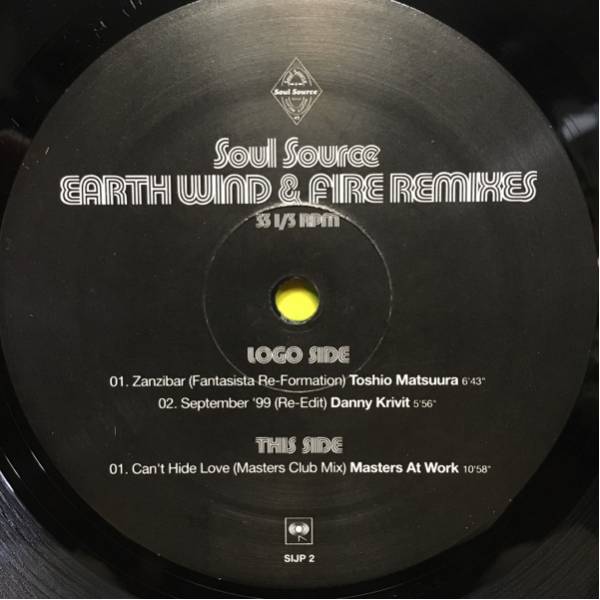 Soul Source
Soul Source
EARTH WIND & FIRE REMIXES
33 1/3 RPM
LOGO SIDE
01. Zanzibar (Fantasista Re-Formation) Toshio Matsuura 6'43"
02. September '99 (Re-Edit) Danny Krivit 5'56"
THIS SIDE
01. Can't Hide Love (Masters Club Mix) Masters At Work 10'58"
SIJP 2